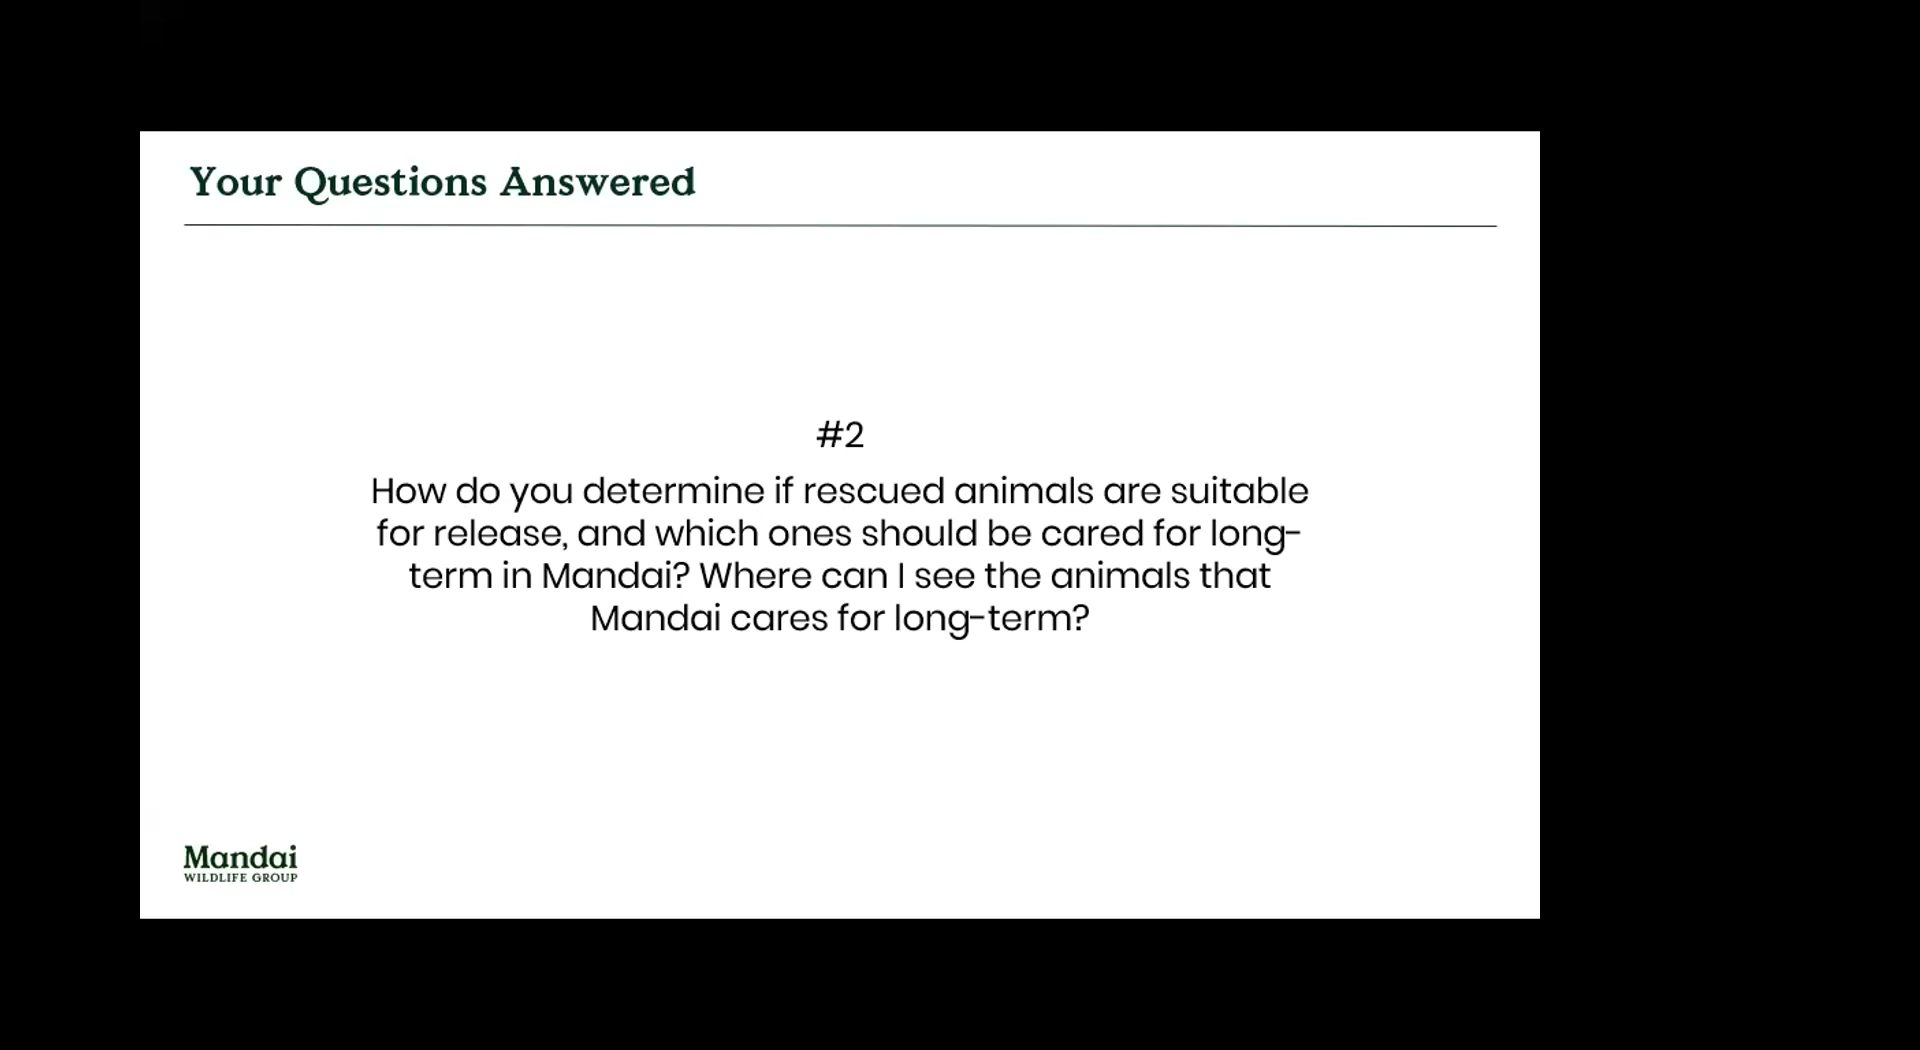 Your Questions Answered
#2
How do you determine if rescued animals are suitable
for release, and which ones should be cared for long-
term in Mandai? Where can I see the animals that
Mandai cares for long-term?
Mandai
WILDLIFE GROUP